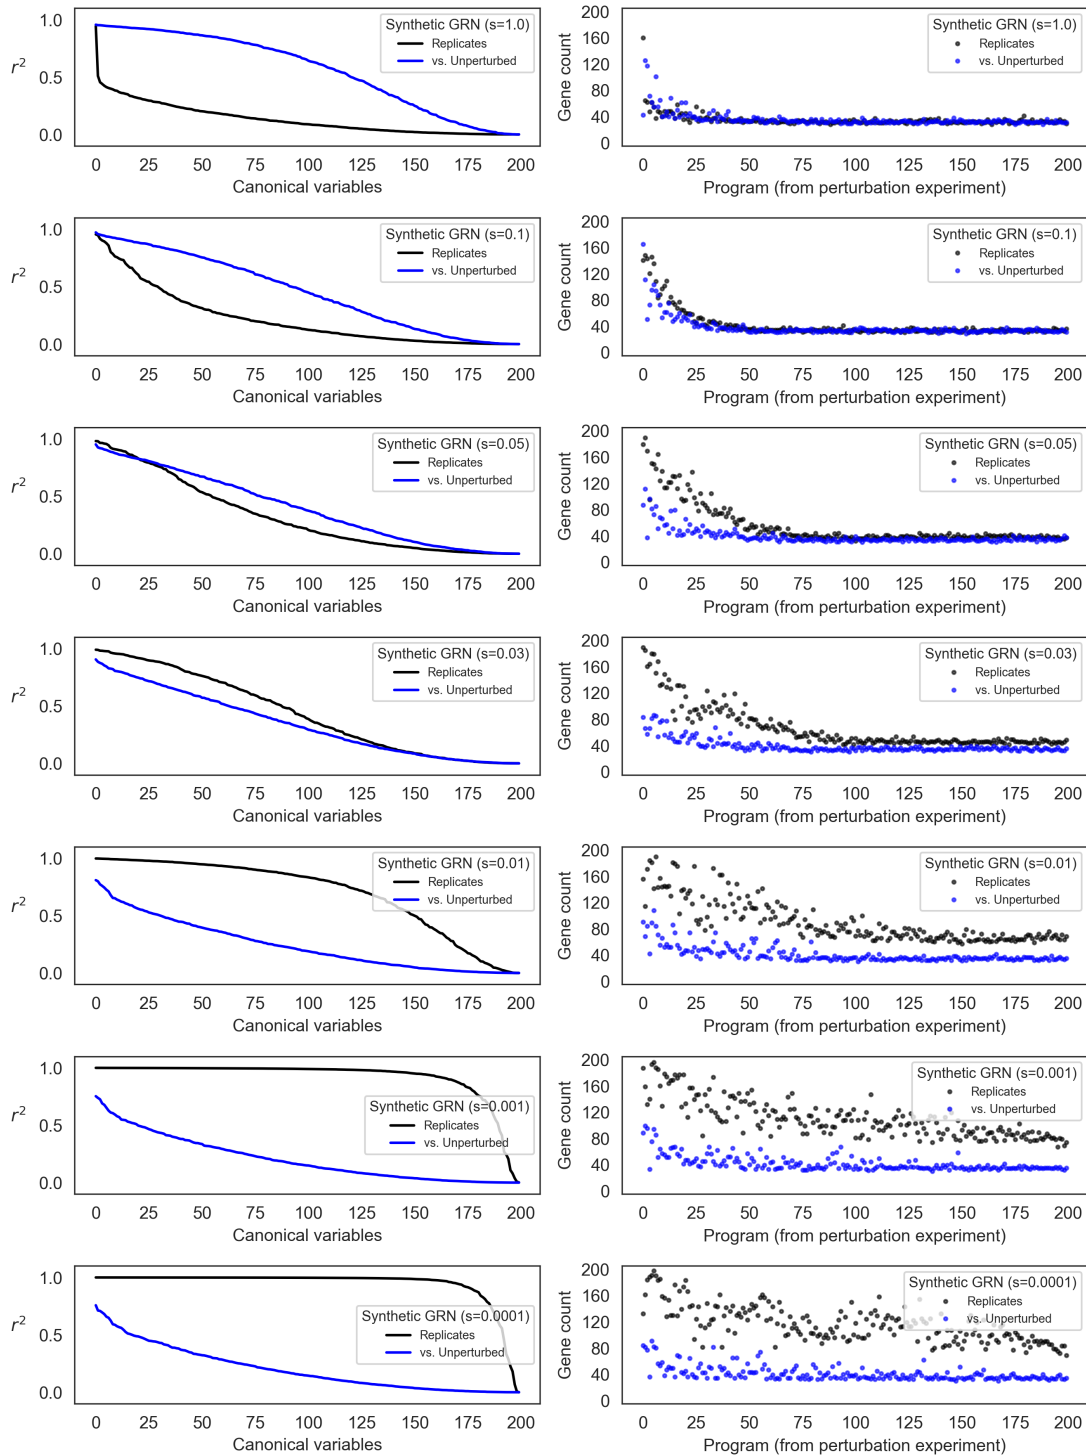 1.0
0.5
0.0
r²
Synthetic GRN (s=1.0)
Replicates
vs. Unperturbed
0 25 50 75 100 125 150 175 200
Canonical variables
200
160
120
80
40
0
Gene count
Synthetic GRN (s=1.0)
Replicates
vs. Unperturbed
0 25 50 75 100 125 150 175 200
Program (from perturbation experiment)
1.0
0.5
0.0
r²
Synthetic GRN (s=0.1)
Replicates
vs. Unperturbed
0 25 50 75 100 125 150 175 200
Canonical variables
200
160
120
80
40
0
Gene count
Synthetic GRN (s=0.1)
Replicates
vs. Unperturbed
0 25 50 75 100 125 150 175 200
Program (from perturbation experiment)
1.0
0.5
0.0
r²
Synthetic GRN (s=0.05)
Replicates
vs. Unperturbed
0 25 50 75 100 125 150 175 200
Canonical variables
200
160
120
80
40
0
Gene count
Synthetic GRN (s=0.05)
Replicates
vs. Unperturbed
0 25 50 75 100 125 150 175 200
Program (from perturbation experiment)
1.0
0.5
0.0
r²
Synthetic GRN (s=0.03)
Replicates
vs. Unperturbed
0 25 50 75 100 125 150 175 200
Canonical variables
200
160
120
80
40
0
Gene count
Synthetic GRN (s=0.03)
Replicates
vs. Unperturbed
0 25 50 75 100 125 150 175 200
Program (from perturbation experiment)
1.0
0.5
0.0
r²
Synthetic GRN (s=0.01)
Replicates
vs. Unperturbed
0 25 50 75 100 125 150 175 200
Canonical variables
200
160
120
80
40
0
Gene count
Synthetic GRN (s=0.01)
Replicates
vs. Unperturbed
0 25 50 75 100 125 150 175 200
Program (from perturbation experiment)
1.0
0.5
0.0
r²
Synthetic GRN (s=0.001)
Replicates
vs. Unperturbed
0 25 50 75 100 125 150 175 200
Canonical variables
200
160
120
80
40
0
Gene count
Synthetic GRN (s=0.001)
Replicates
vs. Unperturbed
0 25 50 75 100 125 150 175 200
Program (from perturbation experiment)
1.0
0.5
0.0
r²
Synthetic GRN (s=0.0001)
Replicates
vs. Unperturbed
0 25 50 75 100 125 150 175 200
Canonical variables
200
160
120
80
40
0
Gene count
Synthetic GRN (s=0.0001)
Replicates
vs. Unperturbed
0 25 50 75 100 125 150 175 200
Program (from perturbation experiment)